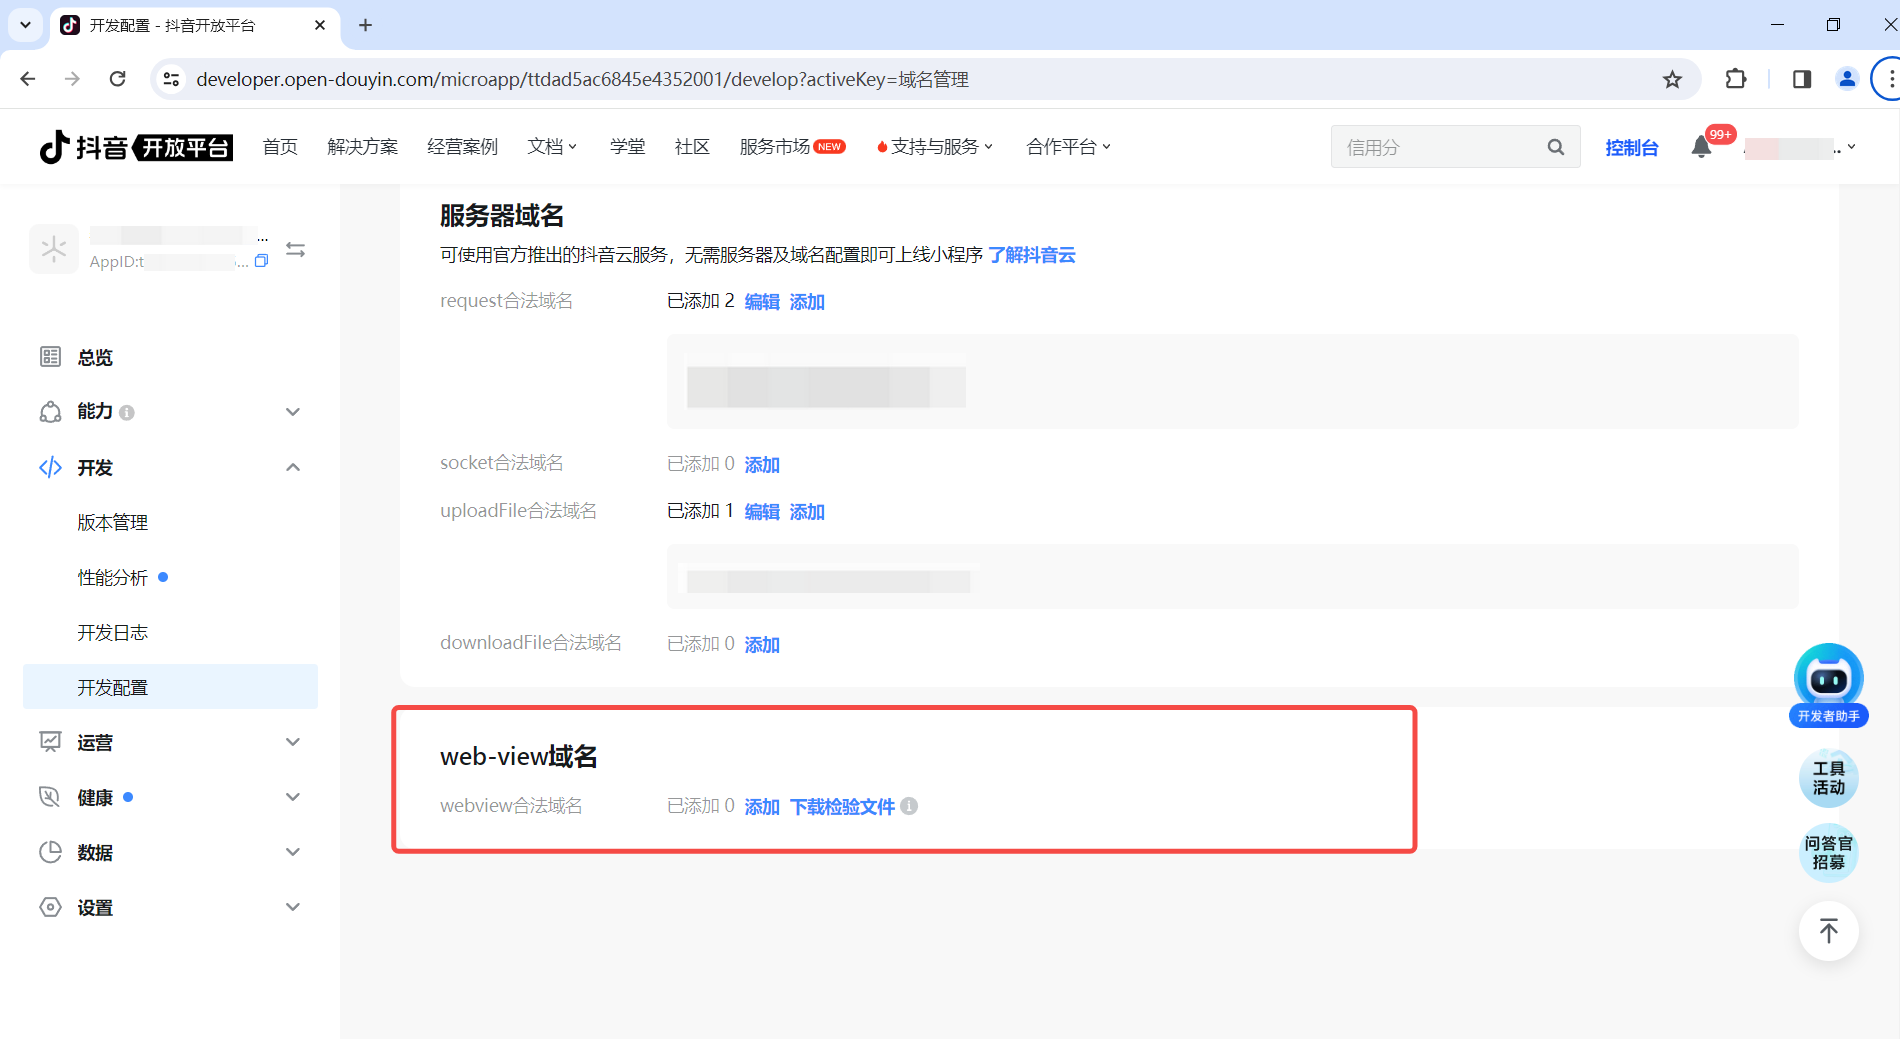 开发配置 - 抖音开放平台
developer.open-douyin.com/microapp/ttdad5ac6845e4352001/develop?activeKey=域名管理
抖音 开放平台 首页 解决方案 经营案例 文档 学堂 社区 服务市场 NEW 支持与服务 合作平台 信用分 控制台 99+ ..
...
AppID:t ...
总览
能力
开发
版本管理
性能分析
开发日志
开发配置
运营
健康
数据
设置
服务器域名
可使用官方推出的抖音云服务，无需服务器及域名配置即可上线小程序 了解抖音云
request合法域名 已添加 2 编辑 添加
socket合法域名 已添加 0 添加
uploadFile合法域名 已添加 1 编辑 添加
downloadFile合法域名 已添加 0 添加
web-view域名
webview合法域名 已添加 0 添加 下载检验文件
开发者助手
工具
活动
问答官
招募